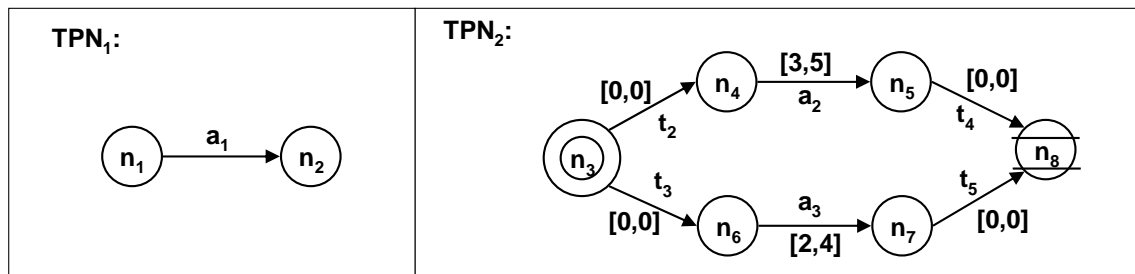 TPN₁:
n₁
a₁
n₂
TPN₂:
n₃
[0,0]
t₂
n₄
[3,5]
a₂
n₅
[0,0]
t₄
n₈
t₃
[0,0]
n₆
a₃
[2,4]
n₇
t₅
[0,0]